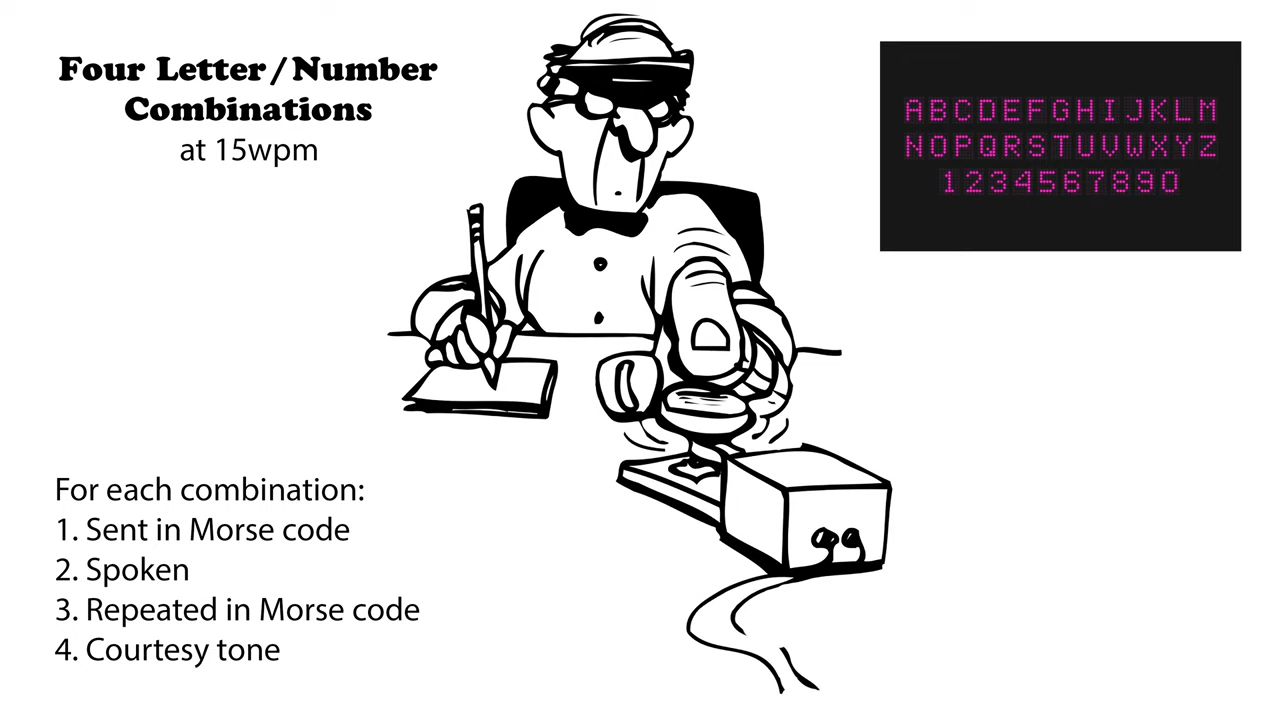 Four Letter/Number
Combinations
at 15wpm
ABCDEFGHIJKLM
NOPQRSTUVWXYZ
1234567890
For each combination:
1. Sent in Morse code
2. Spoken
3. Repeated in Morse code
4. Courtesy tone